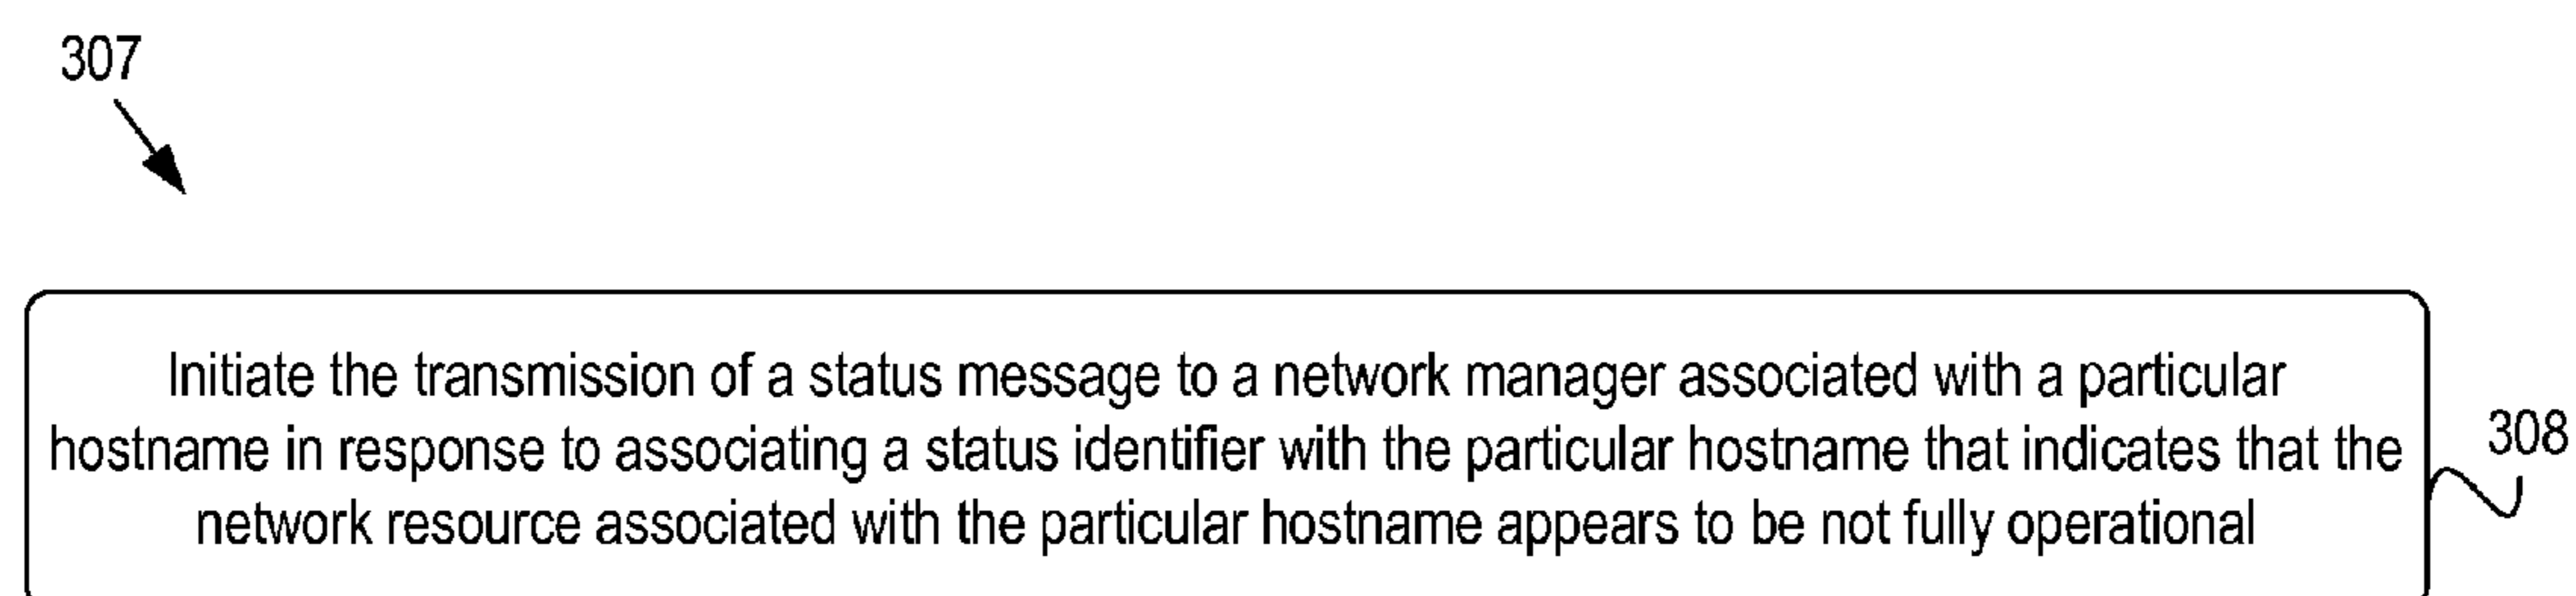 307
Initiate the transmission of a status message to a network manager associated with a particular
hostname in response to associating a status identifier with the particular hostname that indicates that the
network resource associated with the particular hostname appears to be not fully operational
308